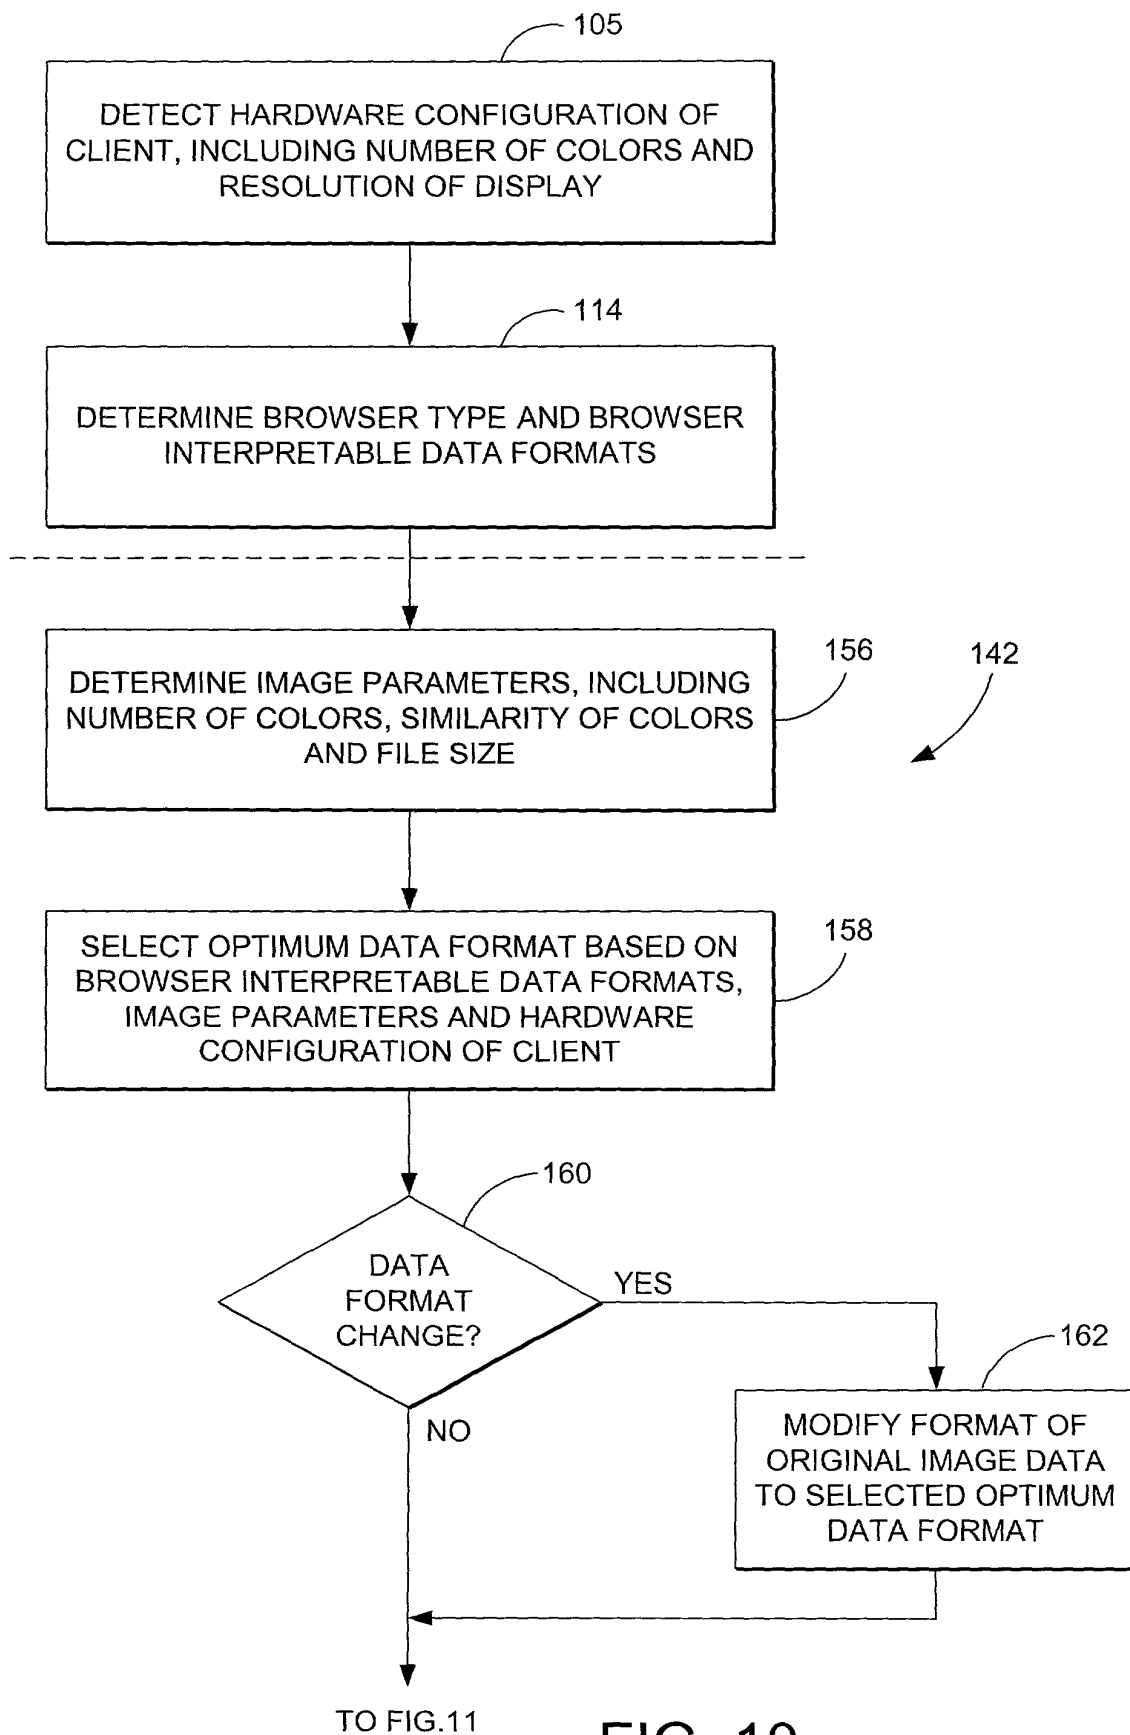 105
DETECT HARDWARE CONFIGURATION OF
CLIENT, INCLUDING NUMBER OF COLORS AND
RESOLUTION OF DISPLAY
114
DETERMINE BROWSER TYPE AND BROWSER
INTERPRETABLE DATA FORMATS
156
142
DETERMINE IMAGE PARAMETERS, INCLUDING
NUMBER OF COLORS, SIMILARITY OF COLORS
AND FILE SIZE
158
SELECT OPTIMUM DATA FORMAT BASED ON
BROWSER INTERPRETABLE DATA FORMATS,
IMAGE PARAMETERS AND HARDWARE
CONFIGURATION OF CLIENT
160
DATA
FORMAT
CHANGE?
YES
NO
162
MODIFY FORMAT OF
ORIGINAL IMAGE DATA
TO SELECTED OPTIMUM
DATA FORMAT
TO FIG.11
FIG.